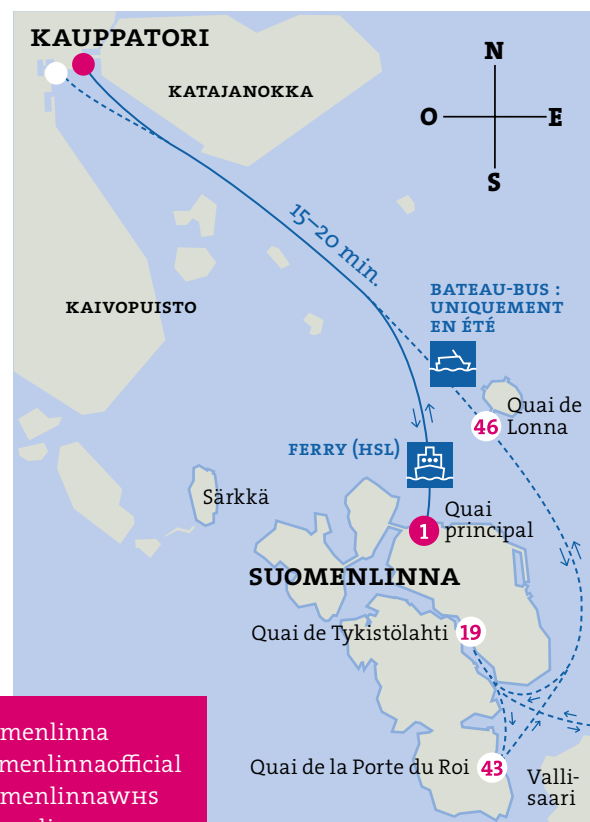 KAUPPATORI
KATAJANOKKA
N
O
E
S
15–20 min.
KAIVOPUISTO
BATEAU-BUS :
UNIQUEMENT
EN ÉTÉ
Quai de
46 Lonna
FERRY (HSL)
Särkkä
Quai
1 principal
SUOMENLINNA
Quai de Tykistölahti 19
Quai de la Porte du Roi 43
Valli-
saari
menlinna
menlinnaofficial
menlinnawhs